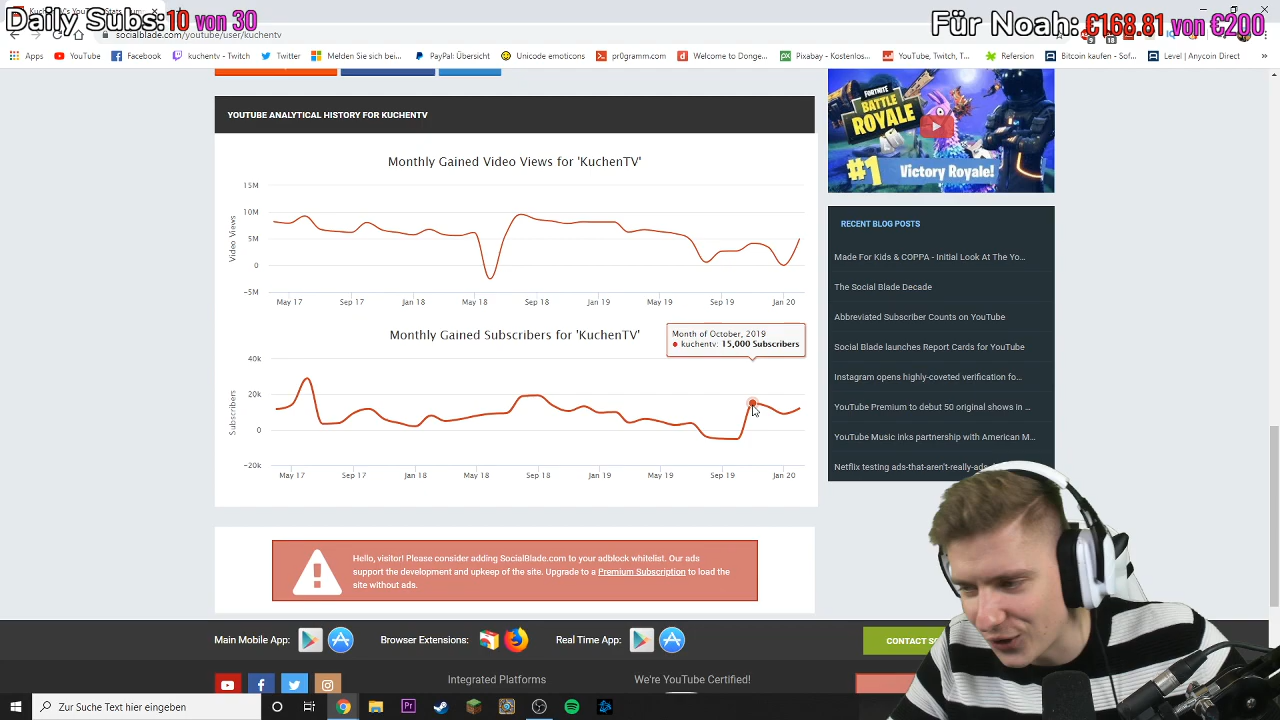 Daily Subs: 10 von 30
Für Noah: €168.81 von €200
socialblade.com/youtube/user/kuchentv
Apps
YouTube
Facebook
kuchentv - Twitch
Twitter
Mendeln Sie sich bei...
PayPal Übersicht
Unicode emoticons
pr0gramm.com
Welcome to Donge...
Pixabay - Kostenlos...
YouTube, Twitch, T...
Refersion
Bitcoin kaufen - Sof...
Level | Anycoin Direct
»
YOUTUBE ANALYTICAL HISTORY FOR KUCHENTV
Monthly Gained Video Views for 'KuchenTV'
Video Views
15M
10M
5M
0
-5M
May 17
Sep 17
Jan 18
May 18
Sep 18
Jan 19
May 19
Sep 19
Jan 20
Monthly Gained Subscribers for 'KuchenTV'
Month of October, 2019
kuchentv: 15,000 Subscribers
Subscribers
40k
20k
0
-20k
May 17
Sep 17
Jan 18
May 18
Sep 18
Jan 19
May 19
Sep 19
Jan 20
FORTNITE
BATTLE
ROYALE
#1 Victory Royale!
RECENT BLOG POSTS
Made For Kids & COPPA - Initial Look At The Yo...
The Social Blade Decade
Abbreviated Subscriber Counts on YouTube
Social Blade launches Report Cards for YouTube
Instagram opens highly-coveted verification fo...
YouTube Premium to debut 50 original shows in ...
YouTube Music inks partnership with American M...
Netflix testing ads-that-aren't-really-ads
Hello, visitor! Please consider adding SocialBlade.com to your adblock whitelist. Our ads
support the development and upkeep of the site. Upgrade to a Premium Subscription to load the
site without ads.
Main Mobile App:
Browser Extensions:
Real Time App:
CONTACT
Integrated Platforms
We're YouTube Certified!
Zur Suche Text hier eingeben